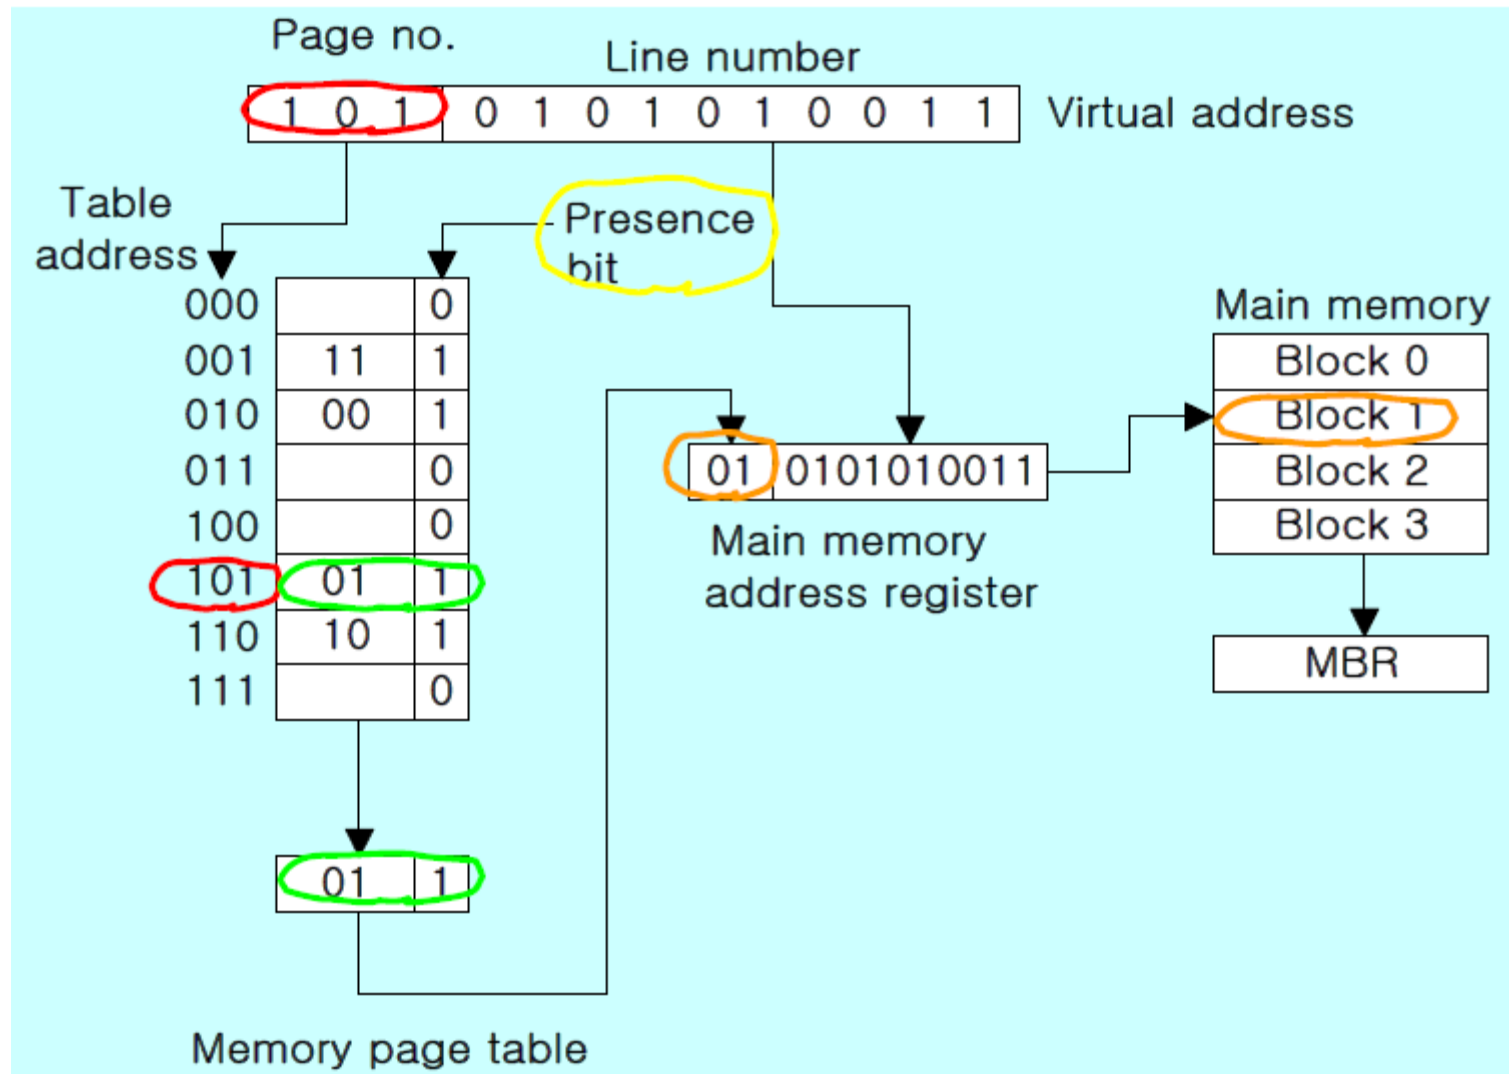 Page no.
Line number
1 0 1 0 1 0 1 0 1 0 0 1 1 Virtual address
Table
address
Presence
bit
000 0
001 11 1
010 00 1
011 0
100 0
101 01 1
110 10 1
111 0
01 1
Memory page table
01 0101010011
Main memory
address register
Main memory
Block 0
Block 1
Block 2
Block 3
MBR